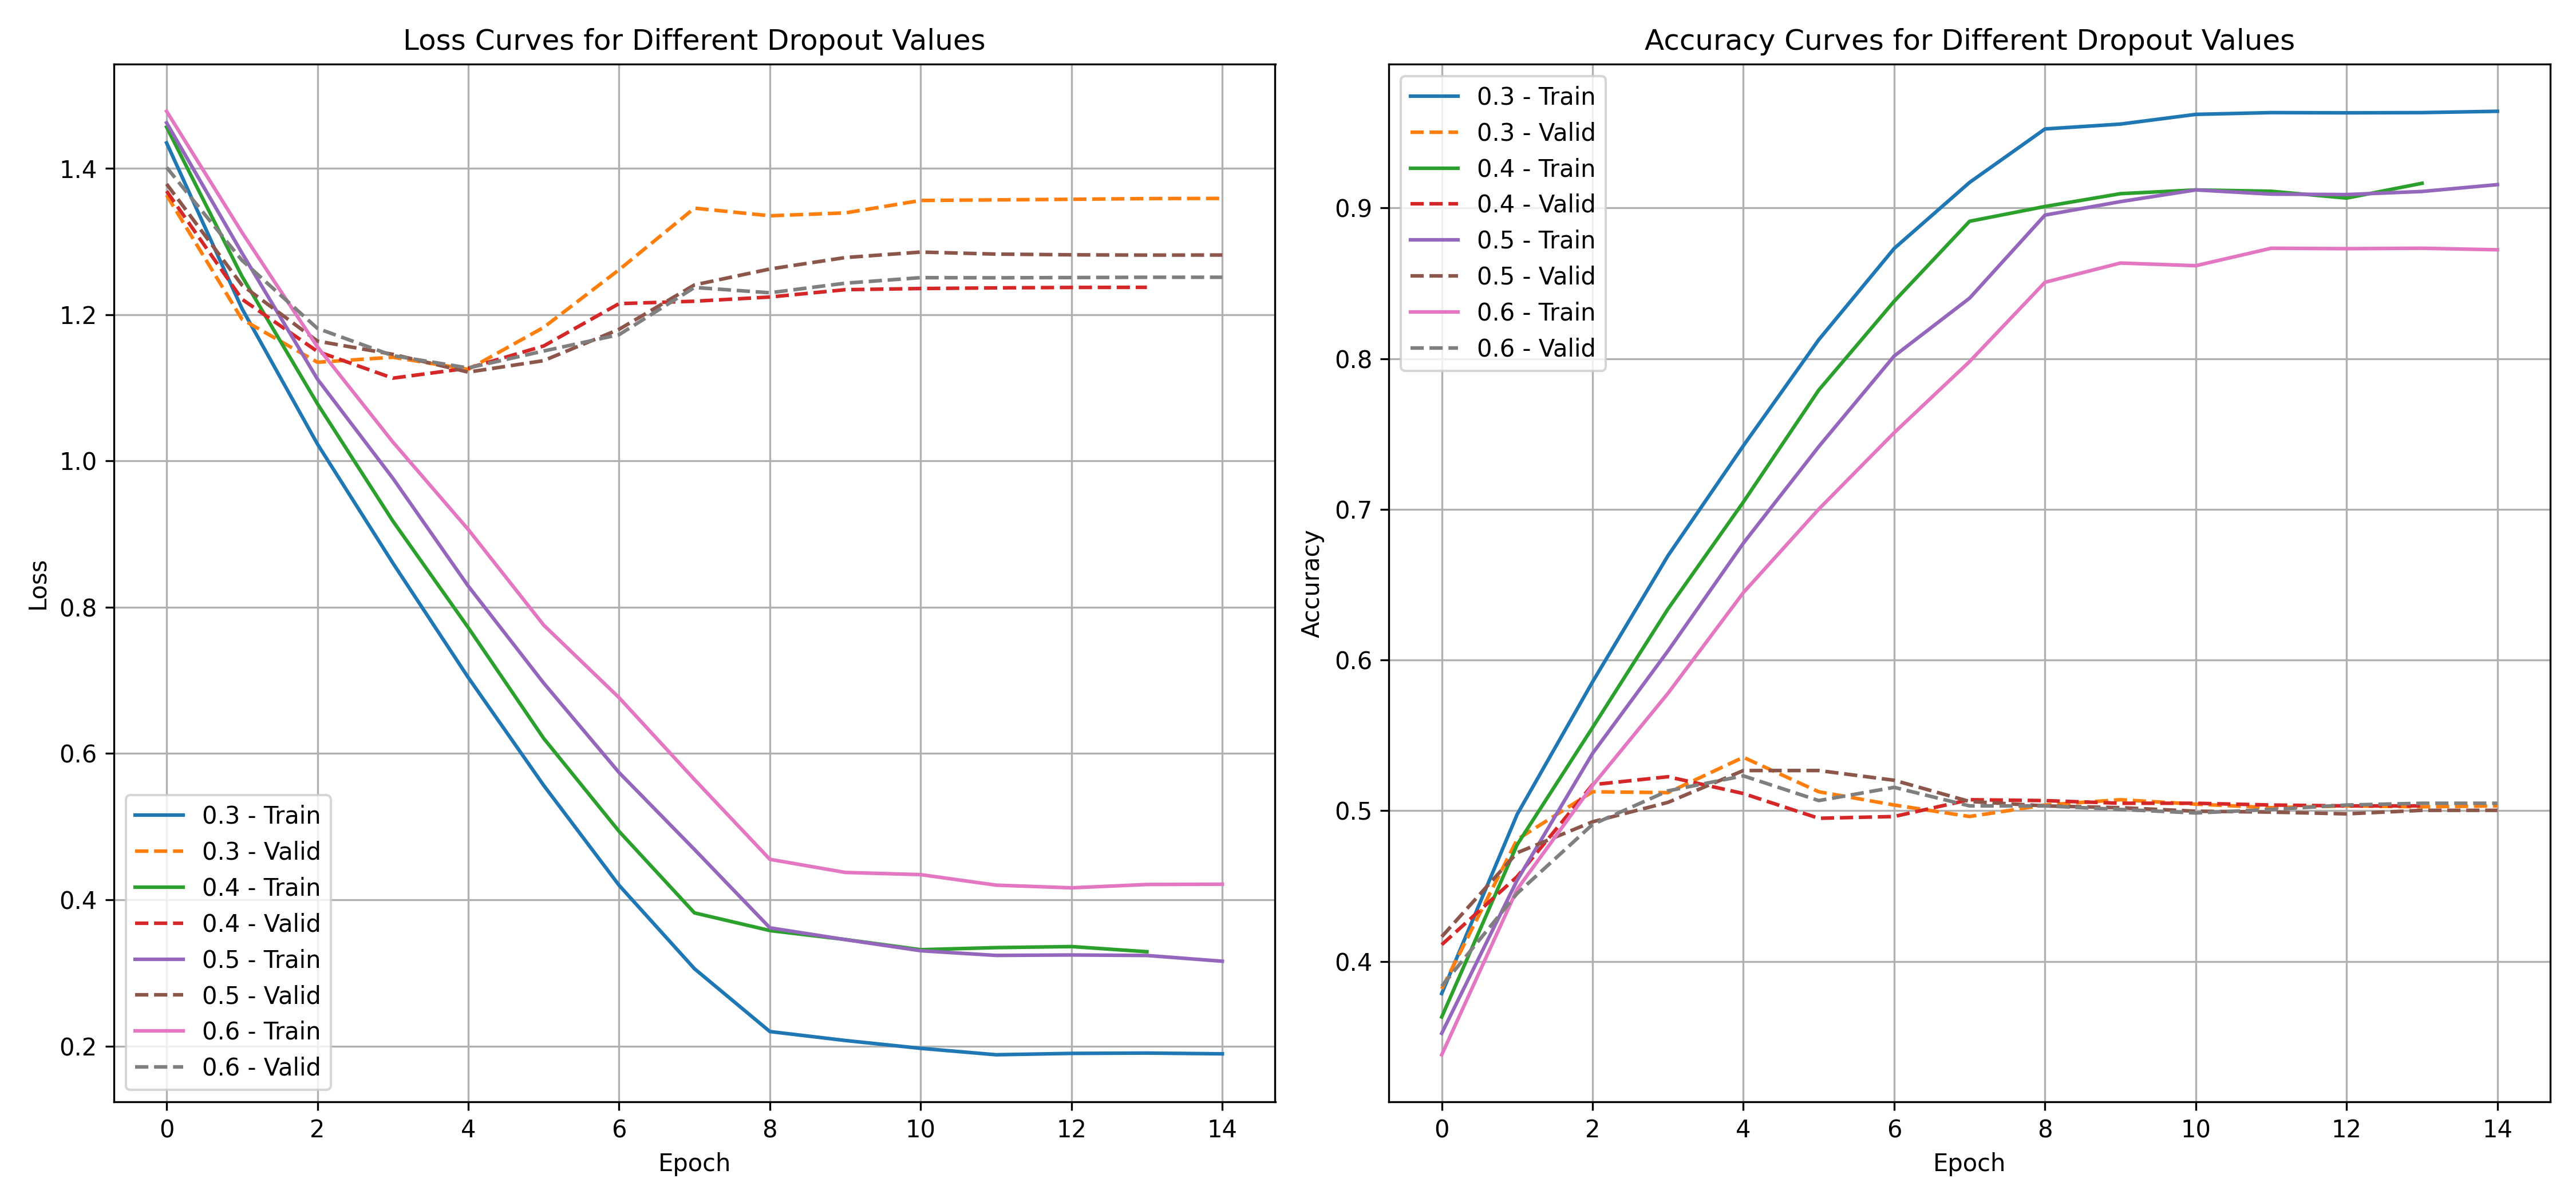 Loss Curves for Different Dropout Values
1.4
1.2
1.0
0.8
0.6
0.4
0.2
Loss
0.3 - Train
0.3 - Valid
0.4 - Train
0.4 - Valid
0.5 - Train
0.5 - Valid
0.6 - Train
0.6 - Valid
0 2 4 6 8 10 12 14
Epoch
Accuracy Curves for Different Dropout Values
0.3 - Train
0.3 - Valid
0.4 - Train
0.4 - Valid
0.5 - Train
0.5 - Valid
0.6 - Train
0.6 - Valid
0.9
0.8
0.7
0.6
0.5
0.4
Accuracy
0 2 4 6 8 10 12 14
Epoch